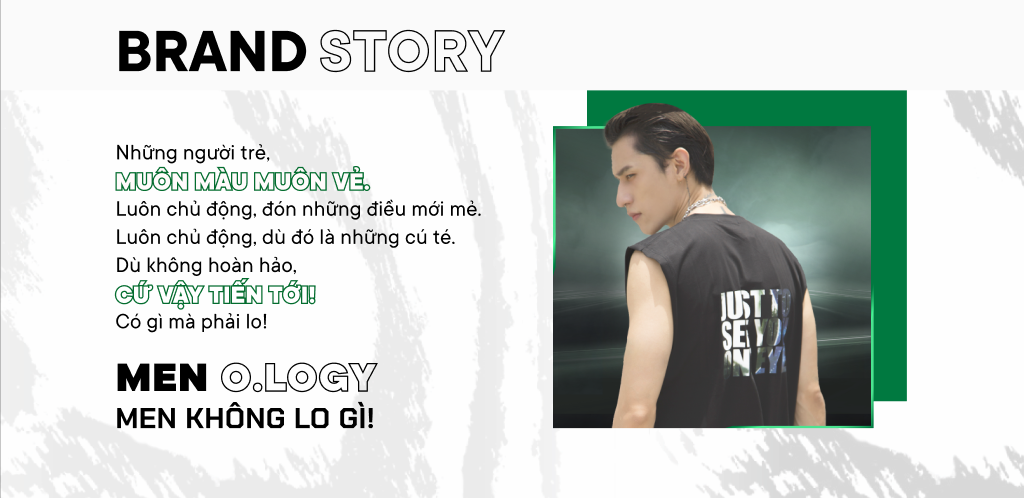 BRAND STORY
Những người trẻ,
MUÔN MÀU MUÔN VẺ.
Luôn chủ động, đón những điều mới mẻ.
Luôn chủ động, dù đó là những cú té.
Dù không hoàn hảo,
CỨ VẬY TIẾN TỚI!
Có gì mà phải lo!
MEN O.LOGY
MEN KHÔNG LO GÌ!
JUST